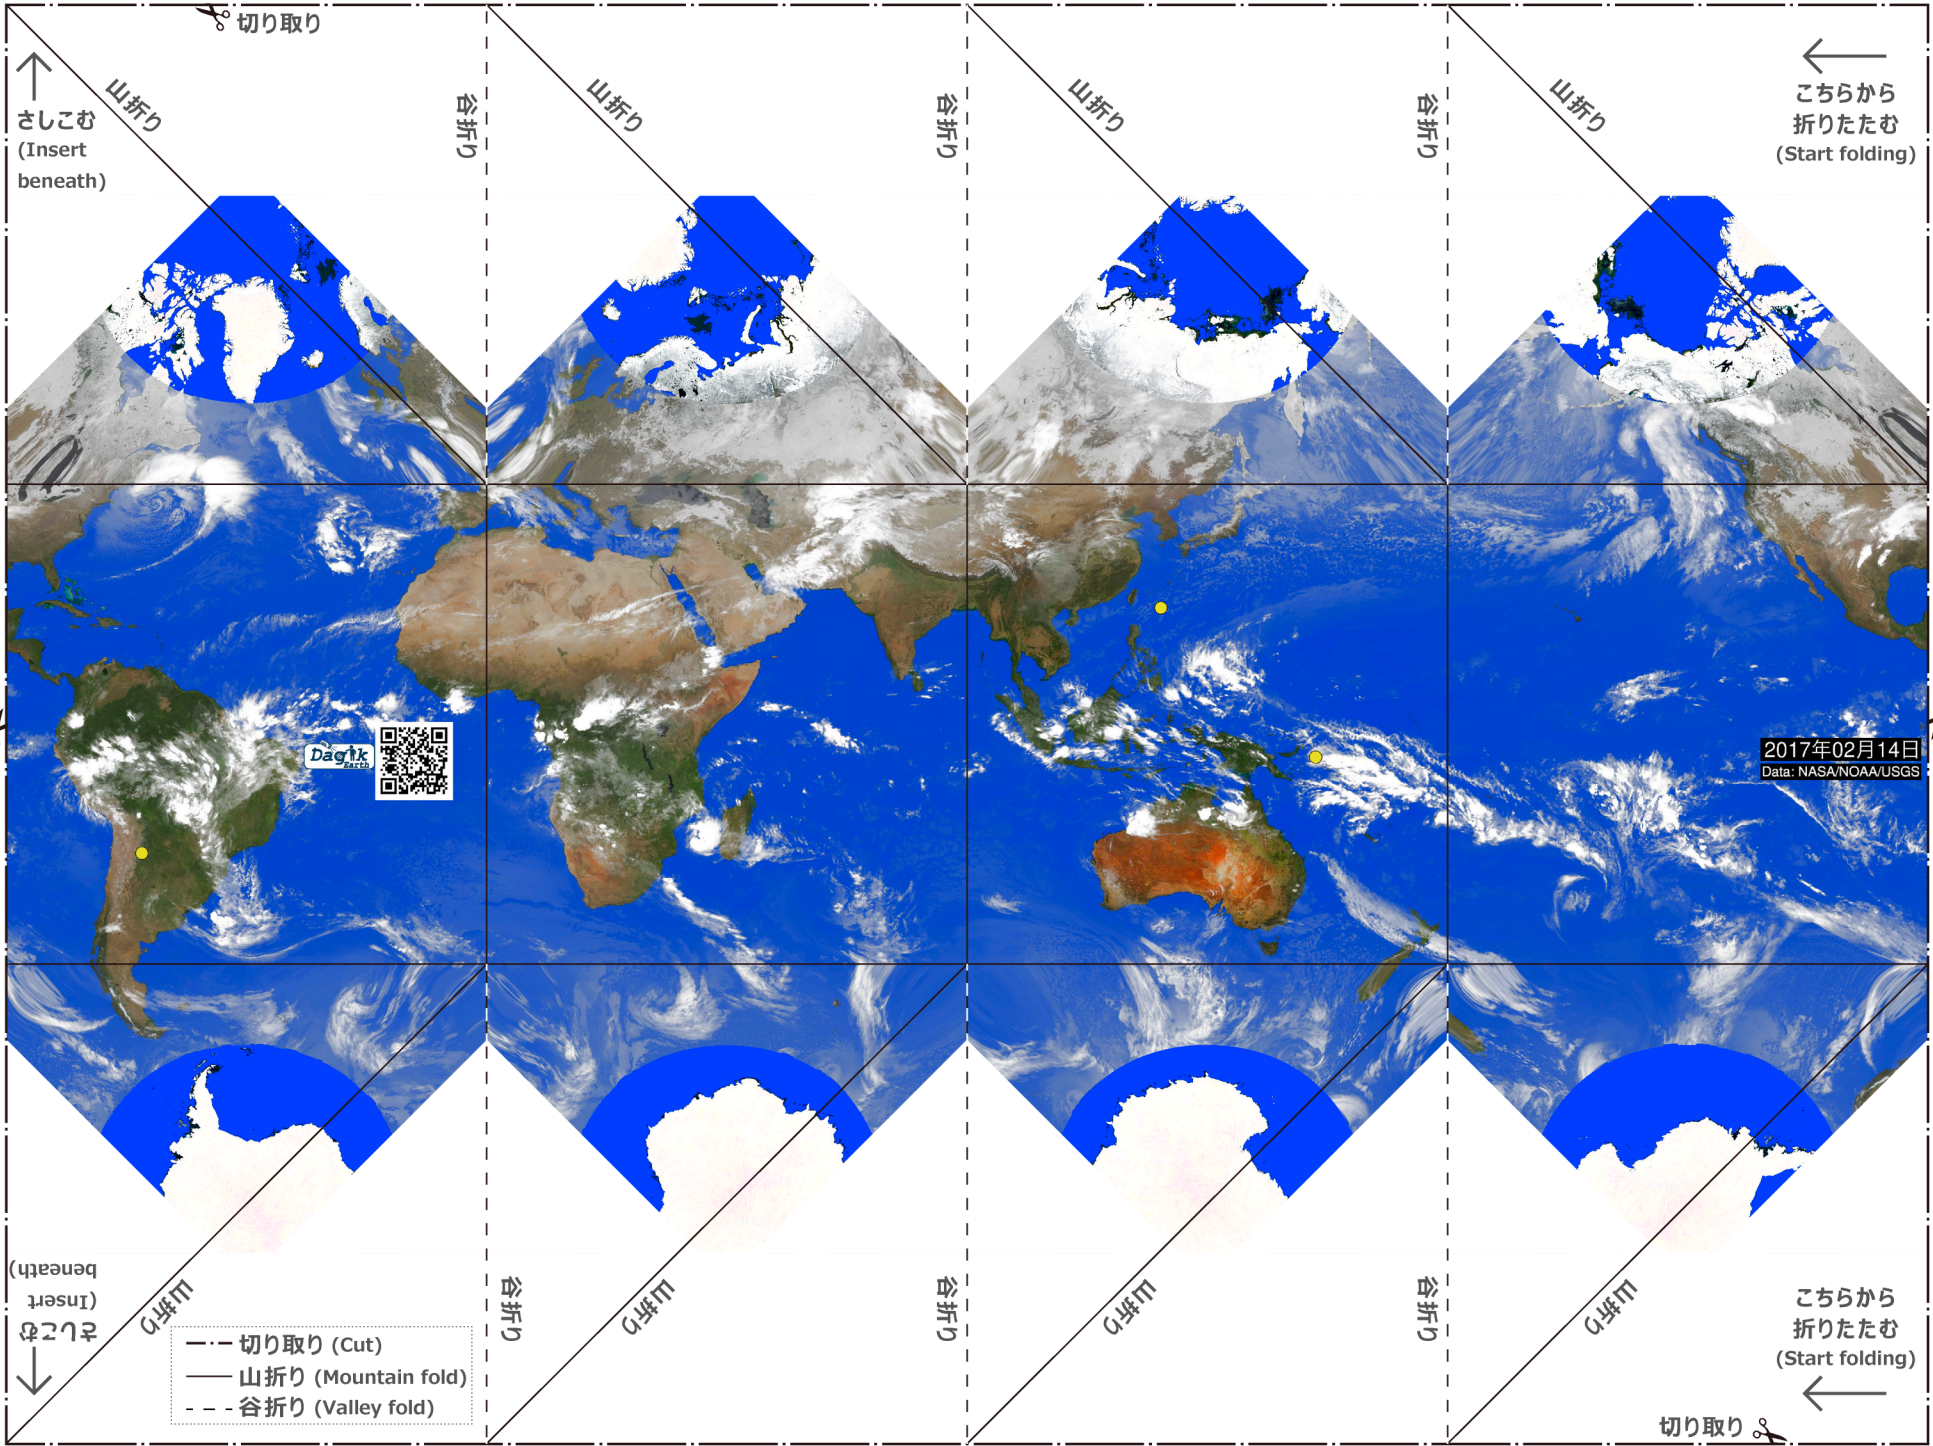 切り取り
山折り
谷折り
山折り
谷折り
山折り
谷折り
山折り
さしこむ
(Insert
beneath)
こちらから
折りたたむ
(Start folding)
Dagik
Earth
2017年02月14日
Data: NASA/NOAA/USGS
さしこむ
(Insert
beneath)
山折り
谷折り
山折り
谷折り
山折り
谷折り
山折り
こちらから
折りたたむ
(Start folding)
切り取り (Cut)
山折り (Mountain fold)
谷折り (Valley fold)
切り取り